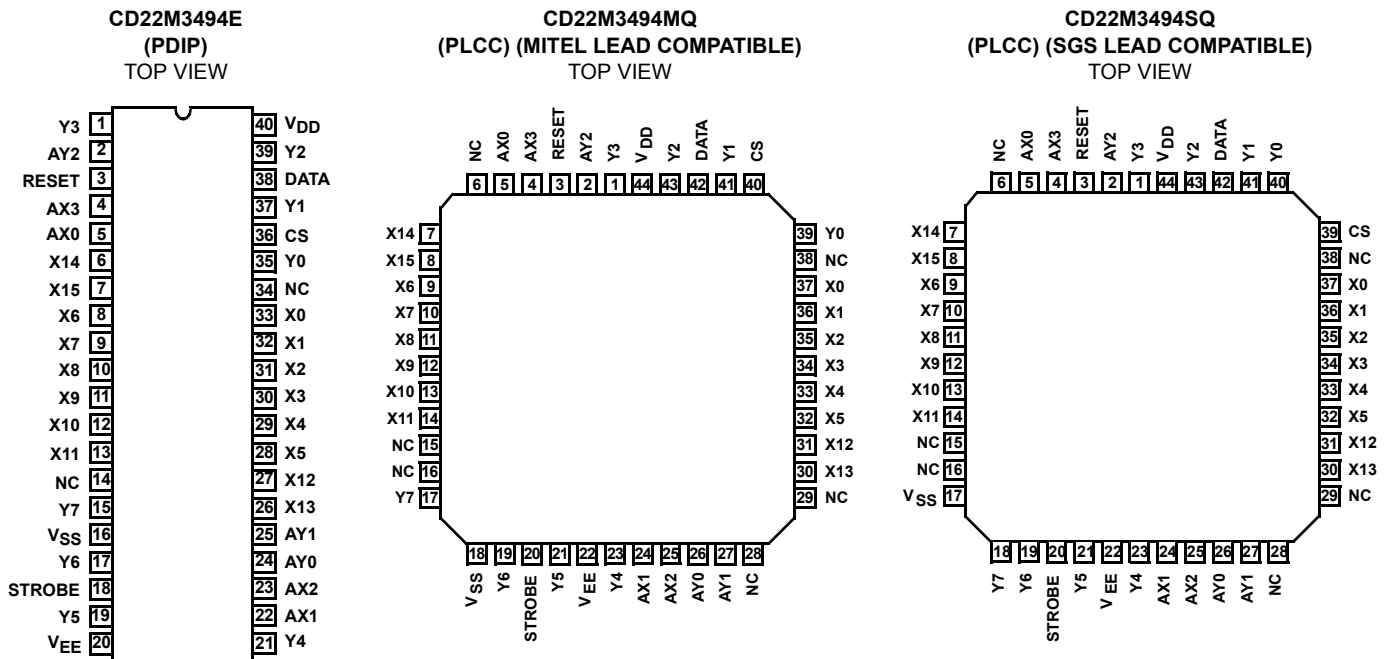 CD22M3494E
(PDIP)
TOP VIEW
Y3 1
AY2 2
RESET 3
AX3 4
AX0 5
X14 6
X15 7
X6 8
X7 9
X8 10
X9 11
X10 12
X11 13
NC 14
Y7 15
VSS 16
Y6 17
STROBE 18
Y5 19
VEE 20
40 VDD
39 Y2
38 DATA
37 Y1
36 CS
35 Y0
34 NC
33 X0
32 X1
31 X2
30 X3
29 X4
28 X5
27 X12
26 X13
25 AY1
24 AY0
23 AX2
22 AX1
21 Y4
CD22M3494MQ
(PLCC) (MITEL LEAD COMPATIBLE)
TOP VIEW
NC AX0 AX3 RESET AY2 Y3 VDD Y2 DATA Y1 CS
6 5 4 3 2 1 44 43 42 41 40
X14 7
X15 8
X6 9
X7 10
X8 11
X9 12
X10 13
X11 14
NC 15
NC 16
Y7 17
39 Y0
38 NC
37 X0
36 X1
35 X2
34 X3
33 X4
32 X5
31 X12
30 X13
29 NC
18 19 20 21 22 23 24 25 26 27 28
VSS Y6 STROBE Y5 VEE Y4 AX1 AX2 AY0 AY1 NC
CD22M3494SQ
(PLCC) (SGS LEAD COMPATIBLE)
TOP VIEW
NC AX0 AX3 RESET AY2 Y3 VDD Y2 DATA Y1 Y0
6 5 4 3 2 1 44 43 42 41 40
X14 7
X15 8
X6 9
X7 10
X8 11
X9 12
X10 13
X11 14
NC 15
NC 16
VSS 17
39 CS
38 NC
37 X0
36 X1
35 X2
34 X3
33 X4
32 X5
31 X12
30 X13
29 NC
18 19 20 21 22 23 24 25 26 27 28
Y7 Y6 STROBE Y5 VEE Y4 AX1 AX2 AY0 AY1 NC